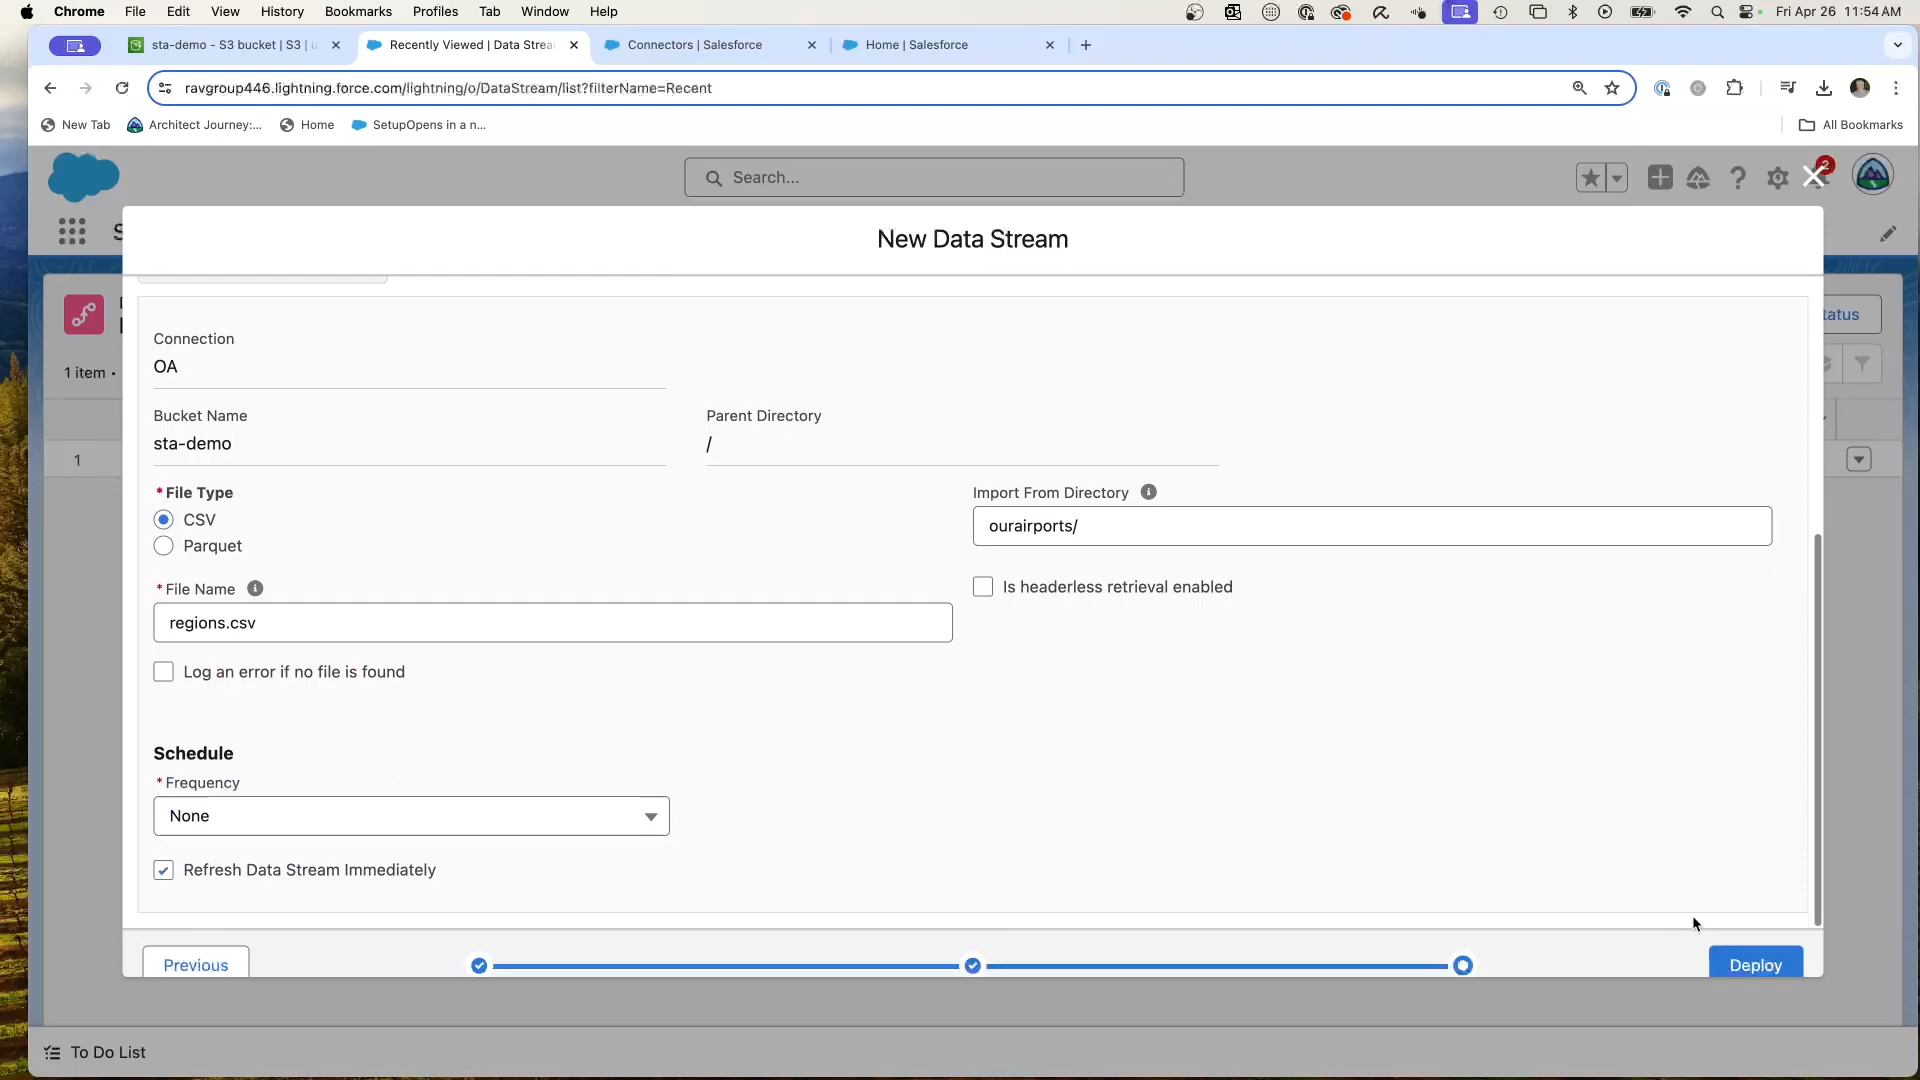 Chrome File Edit View History Bookmarks Profiles Tab Window Help Fri Apr 26 11:54 AM
sta-demo - S3 bucket | S3 | Recently Viewed | Data Strea Connectors | Salesforce Home | Salesforce
ravgroup446.lightning.force.com/lightning/o/DataStream/list?filterName=Recent
New Tab Architect Journey:... Home SetupOpens in a n... All Bookmarks
Search... 2
S
New Data Stream
tatus
1 item •
1
Connection
OA
Bucket Name Parent Directory
sta-demo /
* File Type Import From Directory
CSV ourairports/
Parquet
* File Name Is headerless retrieval enabled
regions.csv
Log an error if no file is found
Schedule
* Frequency
None
Refresh Data Stream Immediately
Previous Deploy
To Do List